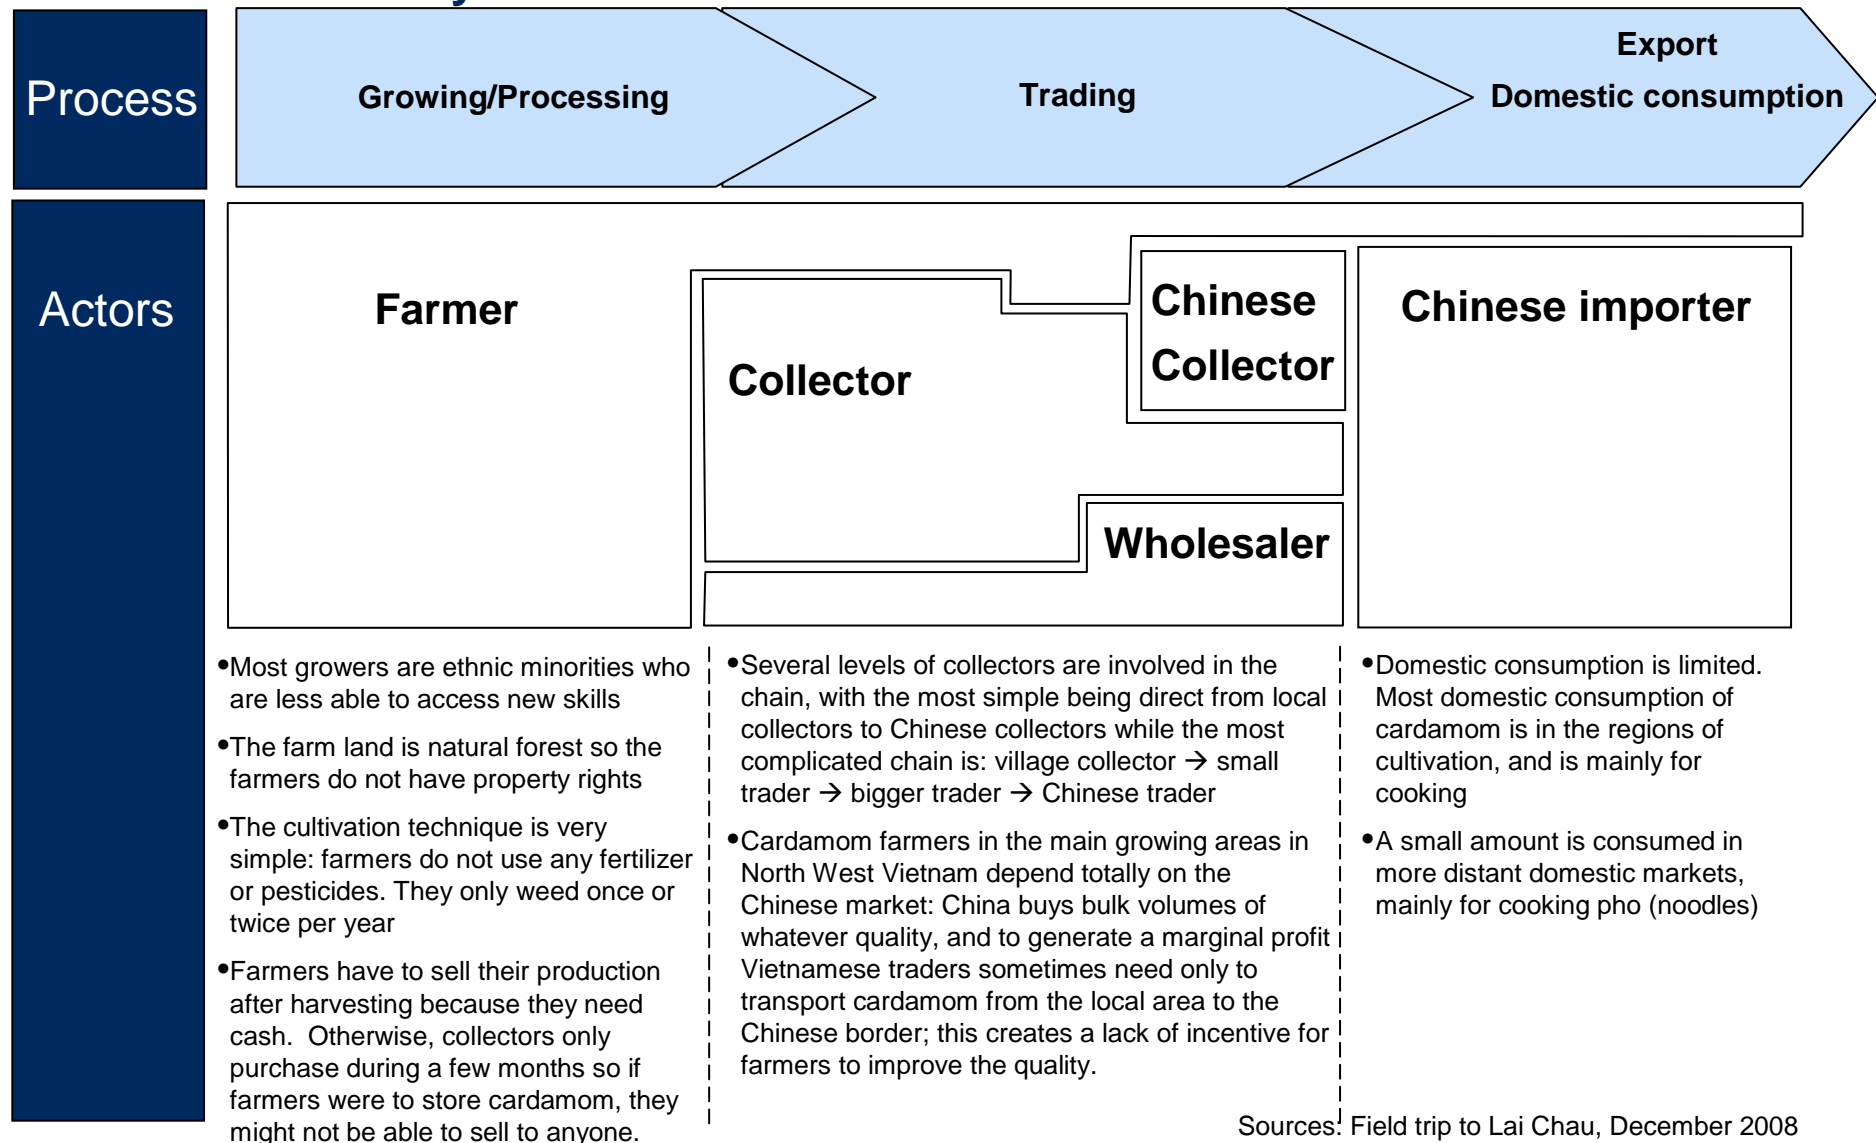 Process
Growing/Processing
Trading
Export
Domestic consumption
Actors
Farmer
Collector
Chinese
Collector
Wholesaler
Chinese importer
•Most growers are ethnic minorities who
are less able to access new skills
•The farm land is natural forest so the
farmers do not have property rights
•The cultivation technique is very
simple: farmers do not use any fertilizer
or pesticides. They only weed once or
twice per year
•Farmers have to sell their production
after harvesting because they need
cash.  Otherwise, collectors only
purchase during a few months so if
farmers were to store cardamom, they
might not be able to sell to anyone.
•Several levels of collectors are involved in the
chain, with the most simple being direct from local
collectors to Chinese collectors while the most
complicated chain is: village collector → small
trader → bigger trader → Chinese trader
•Cardamom farmers in the main growing areas in
North West Vietnam depend totally on the
Chinese market: China buys bulk volumes of
whatever quality, and to generate a marginal profit
Vietnamese traders sometimes need only to
transport cardamom from the local area to the
Chinese border; this creates a lack of incentive for
farmers to improve the quality.
•Domestic consumption is limited.
Most domestic consumption of
cardamom is in the regions of
cultivation, and is mainly for
cooking
•A small amount is consumed in
more distant domestic markets,
mainly for cooking pho (noodles)
Sources: Field trip to Lai Chau, December 2008